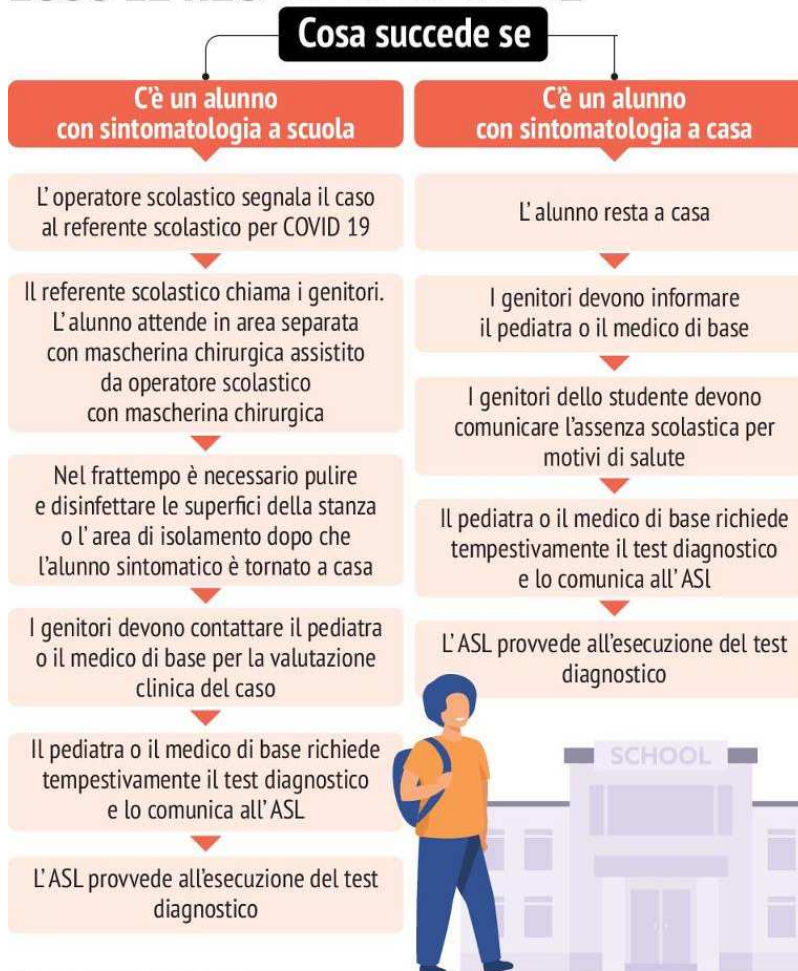 Cosa succede se
C'è un alunno
con sintomatologia a scuola
L' operatore scolastico segnala il caso
al referente scolastico per COVID 19
Il referente scolastico chiama i genitori.
L'alunno attende in area separata
con mascherina chirurgica assistito
da operatore scolastico
con mascherina chirurgica
Nel frattempo è necessario pulire
e disinfettare le superfici della stanza
o l' area di isolamento dopo che
l'alunno sintomatico è tornato a casa
I genitori devono contattare il pediatra
o il medico di base per la valutazione
clinica del caso
Il pediatra o il medico di base richiede
tempestivamente il test diagnostico
e lo comunica all' ASL
L' ASL provvede all'esecuzione del test
diagnostico
C'è un alunno
con sintomatologia a casa
L' alunno resta a casa
I genitori devono informare
il pediatra o il medico di base
I genitori dello studente devono
comunicare l'assenza scolastica per
motivi di salute
Il pediatra o il medico di base richiede
tempestivamente il test diagnostico
e lo comunica all' ASl
L' ASL provvede all'esecuzione del test
diagnostico
SCHOOL